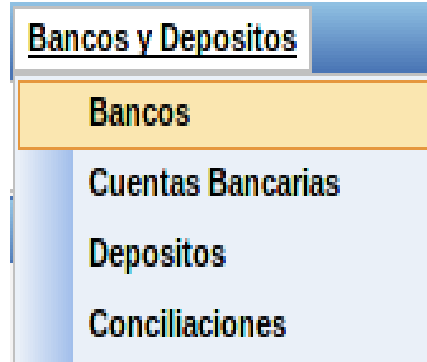 Bancos y Depositos
Bancos
Cuentas Bancarias
Depositos
Conciliaciones